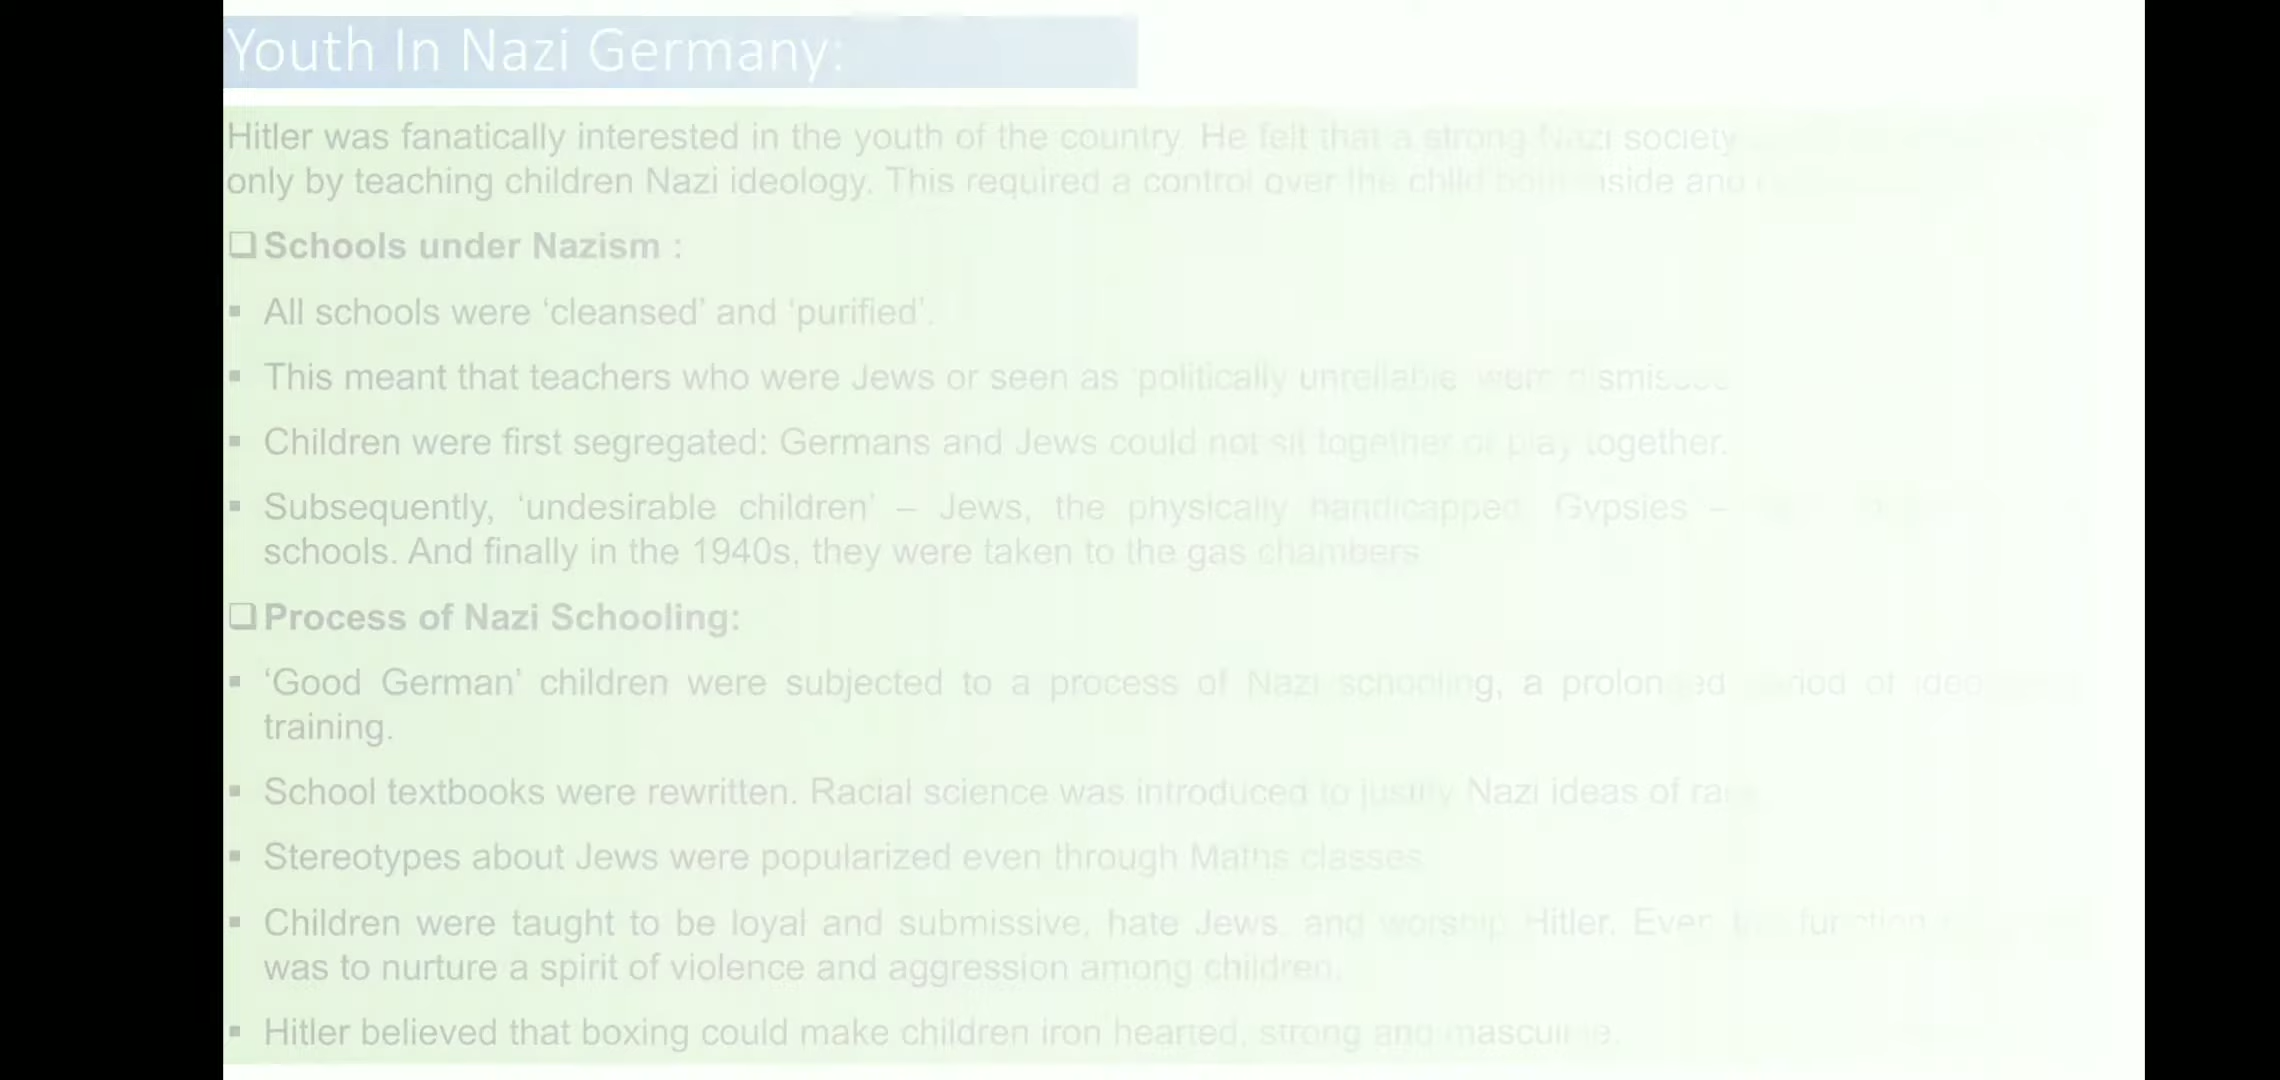 Youth In Nazi Germany:
Hitler was fanatically interested in the youth of the country. He felt that a strong Nazi society
only by teaching children Nazi ideology. This required a control over the child both inside and
❑ Schools under Nazism :
▪ All schools were ‘cleansed’ and ‘purified’.
▪ This meant that teachers who were Jews or seen as ‘politically unreliable’ were dismissed
▪ Children were first segregated: Germans and Jews could not sit together or play together.
▪ Subsequently, ‘undesirable children’ – Jews, the physically handicapped, Gypsies –
schools. And finally in the 1940s, they were taken to the gas chambers
❑ Process of Nazi Schooling:
▪ ‘Good German’ children were subjected to a process of Nazi schooling, a prolonged period of
training.
▪ School textbooks were rewritten. Racial science was introduced to justify Nazi ideas of race
▪ Stereotypes about Jews were popularized even through Maths classes
▪ Children were taught to be loyal and submissive, hate Jews, and worship Hitler. Even the function
was to nurture a spirit of violence and aggression among children.
▪ Hitler believed that boxing could make children iron hearted, strong and masculine.